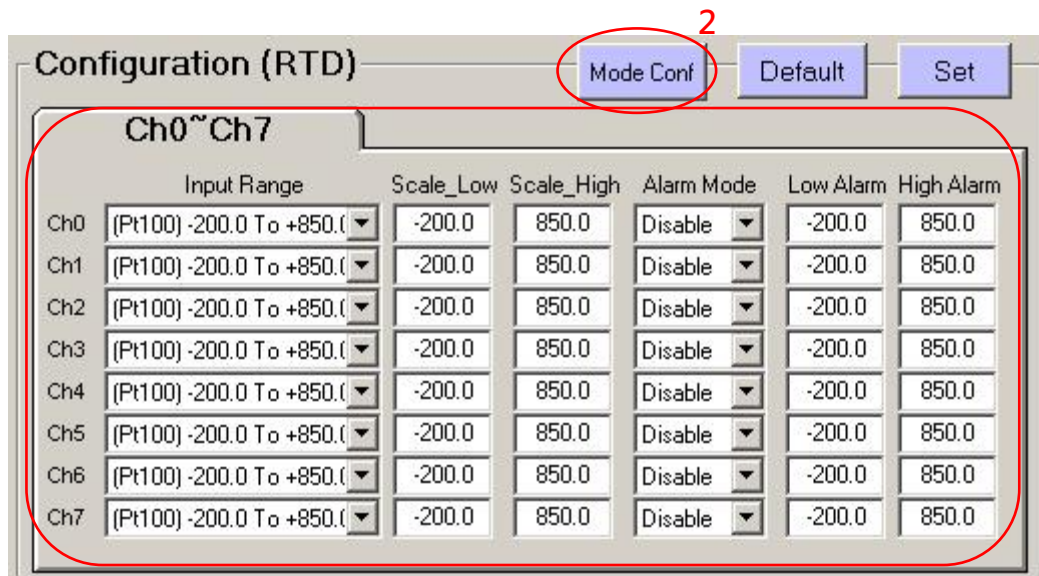 2
Configuration (RTD) Mode Conf Default Set
Ch0~Ch7
Input Range Scale_Low Scale_High Alarm Mode Low Alarm High Alarm
Ch0 (Pt100) -200.0 To +850.( -200.0 850.0 Disable -200.0 850.0
Ch1 (Pt100) -200.0 To +850.( -200.0 850.0 Disable -200.0 850.0
Ch2 (Pt100) -200.0 To +850.( -200.0 850.0 Disable -200.0 850.0
Ch3 (Pt100) -200.0 To +850.( -200.0 850.0 Disable -200.0 850.0
Ch4 (Pt100) -200.0 To +850.( -200.0 850.0 Disable -200.0 850.0
Ch5 (Pt100) -200.0 To +850.( -200.0 850.0 Disable -200.0 850.0
Ch6 (Pt100) -200.0 To +850.( -200.0 850.0 Disable -200.0 850.0
Ch7 (Pt100) -200.0 To +850.( -200.0 850.0 Disable -200.0 850.0